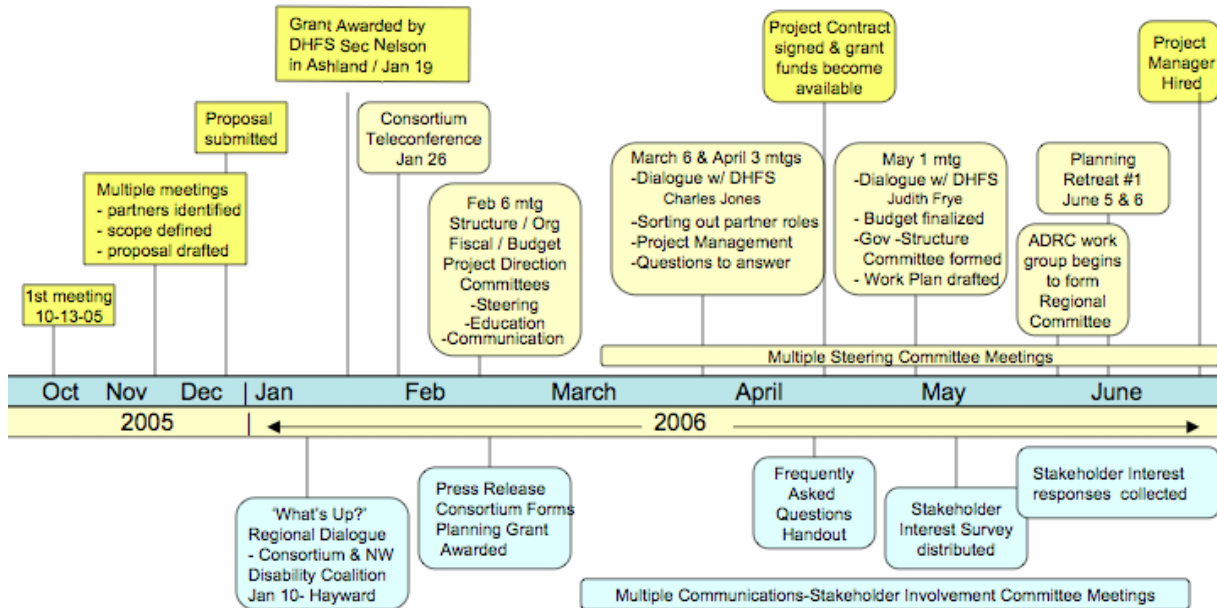 Grant Awarded by
DHFS Sec Nelson
in Ashland / Jan 19
Project Contract
signed & grant
funds become
available
Project
Manager
Hired
Proposal
submitted
Consortium
Teleconference
Jan 26
Multiple meetings
- partners identified
- scope defined
- proposal drafted
1st meeting
10-13-05
Feb 6 mtg
Structure / Org
Fiscal / Budget
Project Direction
Committees
-Steering
-Education
-Communication
March 6 & April 3 mtgs
-Dialogue w/ DHFS
Charles Jones
-Sorting out partner roles
-Project Management
-Questions to answer
May 1 mtg
-Dialogue w/ DHFS
Judith Frye
- Budget finalized
-Gov -Structure
Committee formed
- Work Plan drafted
Planning
Retreat #1
June 5 & 6
ADRC work
group begins
to form
Regional
Committee
Multiple Steering Committee Meetings
Oct Nov Dec Jan Feb March April May June
2005 2006
'What's Up?'
Regional Dialogue
- Consortium & NW
Disability Coalition
Jan 10- Hayward
Press Release
Consortium Forms
Planning Grant
Awarded
Frequently
Asked
Questions
Handout
Stakeholder
Interest Survey
distributed
Stakeholder Interest
responses collected
Multiple Communications-Stakeholder Involvement Committee Meetings